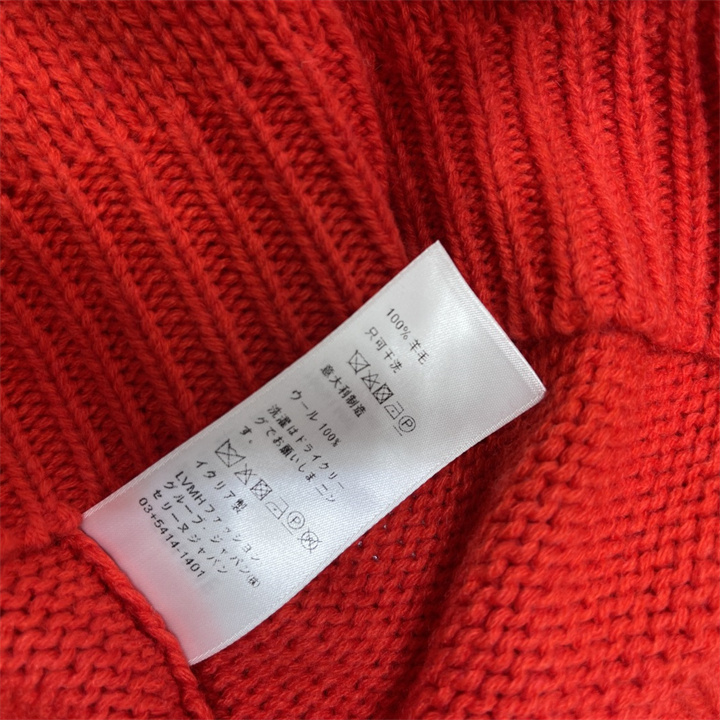 100% 羊毛
只可干洗
意大利制造
ウール 100%
洗濯はドライクリー
ニン
グでお願いしま
す。
イタリア製
LVMHファッション
グループ・ジャパン㈱
セリーヌジャパン
03+5414-1401